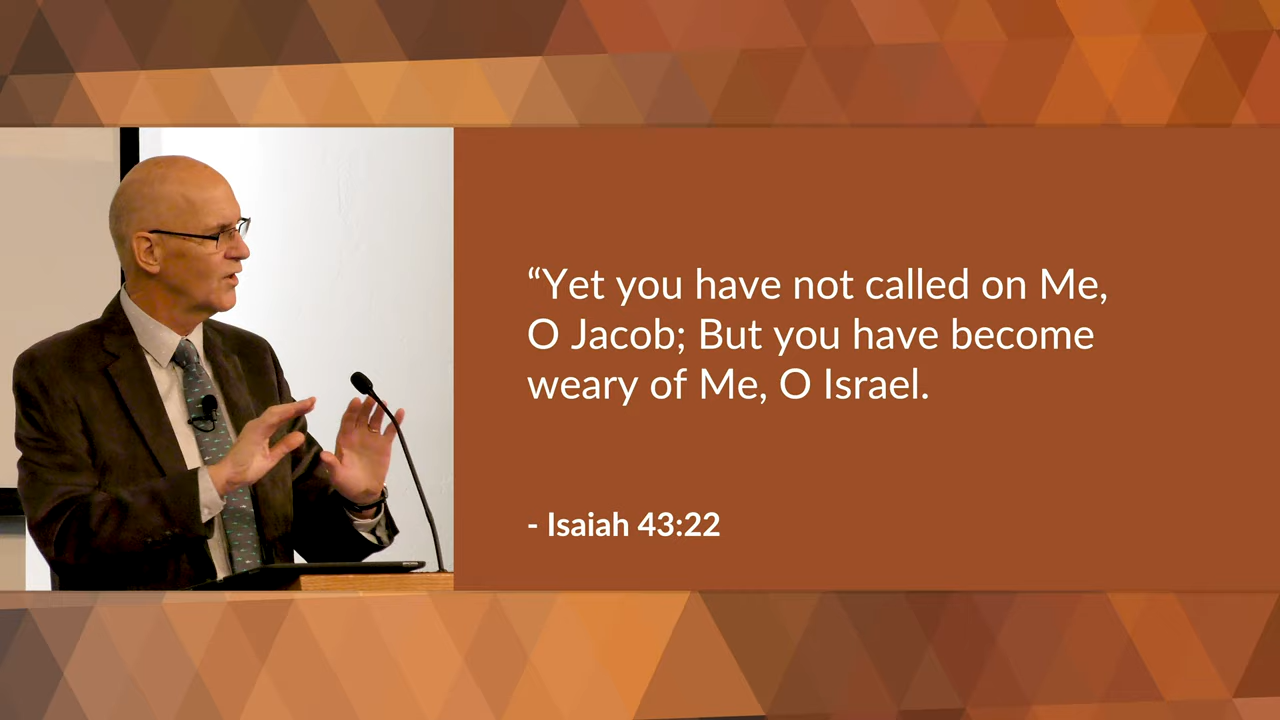 “Yet you have not called on Me,
O Jacob; But you have become
weary of Me, O Israel.
- Isaiah 43:22